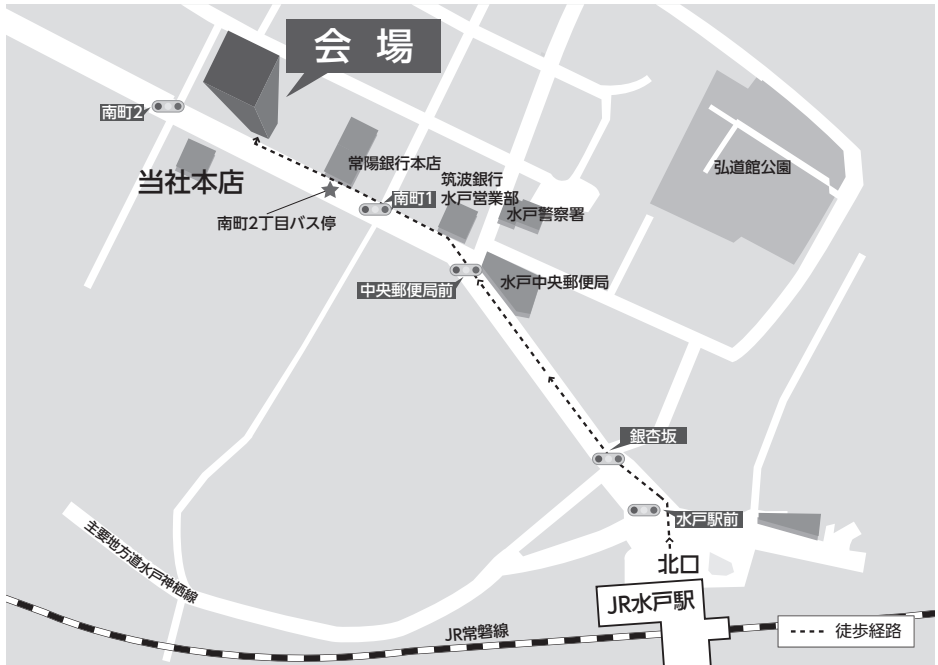 会 場
南町2
常陽銀行本店
弘道館公園
当社本店
筑波銀行
水戸営業部
南町1
水戸警察署
南町2丁目バス停
水戸中央郵便局
中央郵便局前
銀杏坂
水戸駅前
主要地方道水戸神栖線
北口
JR水戸駅
JR常磐線
徒歩経路